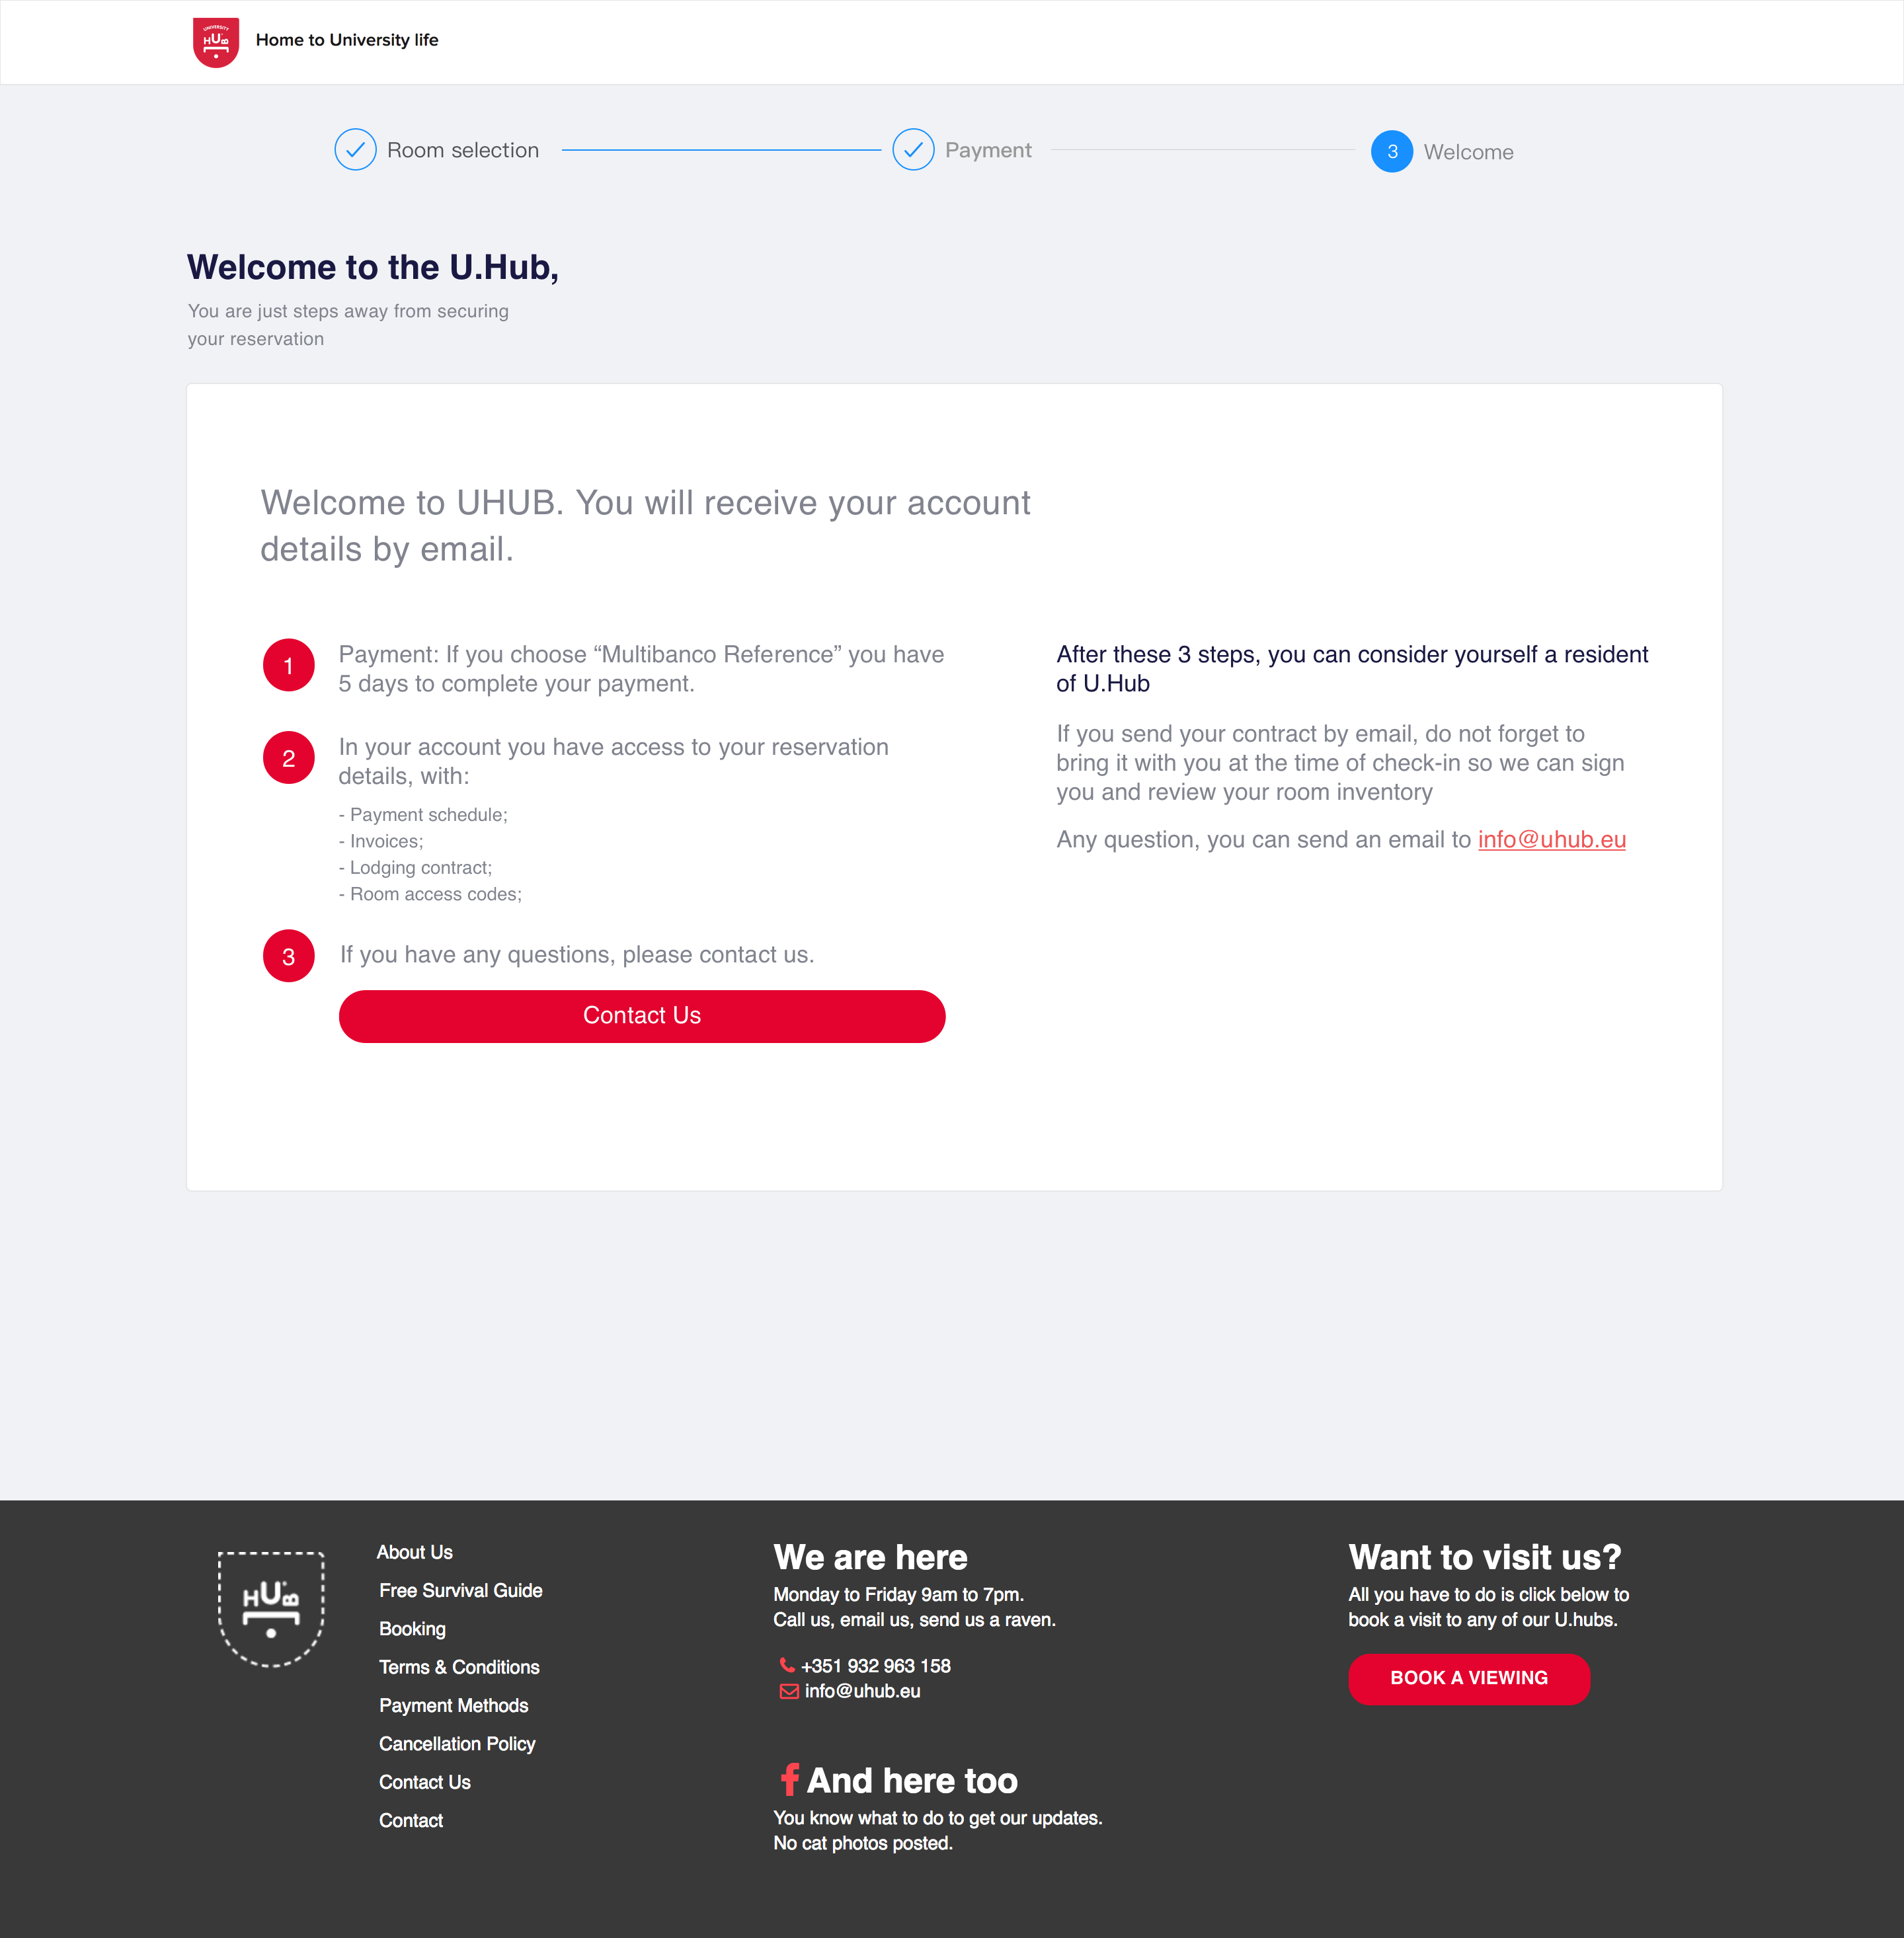 UNIVERSITY
HUB
Home to University life
Room selection
Payment
3
Welcome
Welcome to the U.Hub,
You are just steps away from securing
your reservation
Welcome to UHUB. You will receive your account
details by email.
1
Payment: If you choose “Multibanco Reference” you have
5 days to complete your payment.
2
In your account you have access to your reservation
details, with:
- Payment schedule;
- Invoices;
- Lodging contract;
- Room access codes;
3
If you have any questions, please contact us.
Contact Us
After these 3 steps, you can consider yourself a resident
of U.Hub
If you send your contract by email, do not forget to
bring it with you at the time of check-in so we can sign
you and review your room inventory
Any question, you can send an email to info@uhub.eu
HUB
About Us
Free Survival Guide
Booking
Terms & Conditions
Payment Methods
Cancellation Policy
Contact Us
Contact
We are here
Monday to Friday 9am to 7pm.
Call us, email us, send us a raven.
+351 932 963 158
info@uhub.eu
f And here too
You know what to do to get our updates.
No cat photos posted.
Want to visit us?
All you have to do is click below to
book a visit to any of our U.hubs.
BOOK A VIEWING